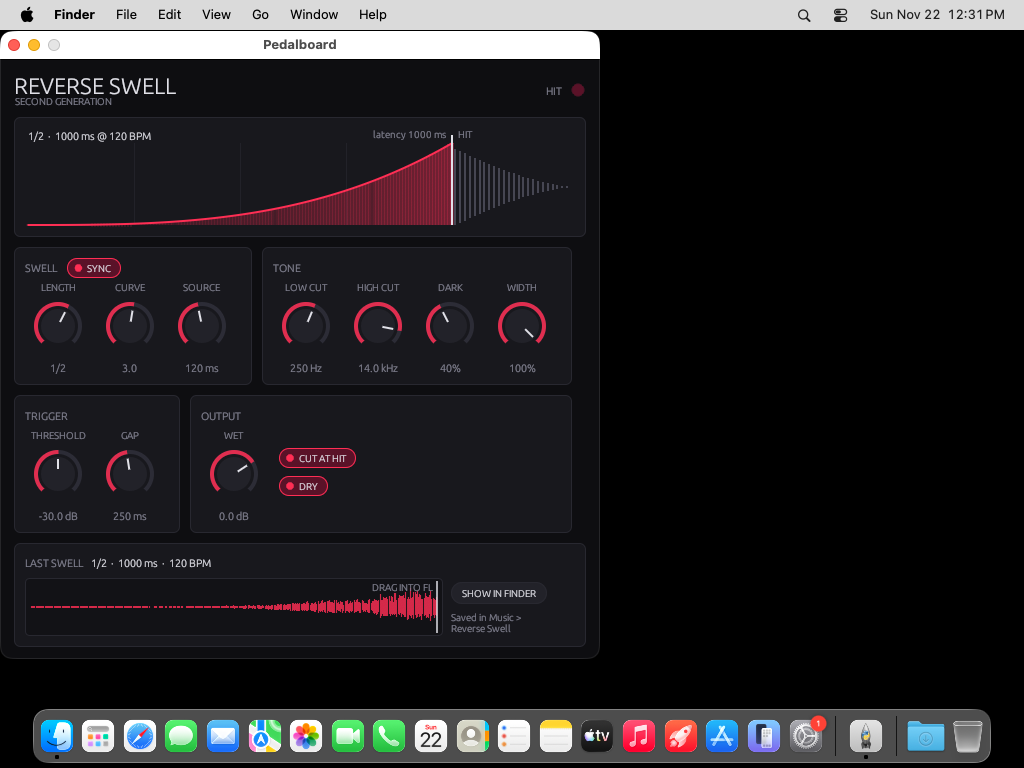 Finder File Edit View Go Window Help Sun Nov 22 12:31 PM
Pedalboard
REVERSE SWELL
SECOND GENERATION
HIT
1/2 · 1000 ms @ 120 BPM
latency 1000 ms
HIT
SWELL
SYNC
LENGTH CURVE SOURCE
1/2 3.0 120 ms
TONE
LOW CUT HIGH CUT DARK WIDTH
250 Hz 14.0 kHz 40% 100%
TRIGGER
THRESHOLD GAP
-30.0 dB 250 ms
OUTPUT
WET
0.0 dB
CUT AT HIT
DRY
LAST SWELL 1/2 · 1000 ms · 120 BPM
DRAG INTO FL
SHOW IN FINDER
Saved in Music >
Reverse Swell
Sun
22
tv
1